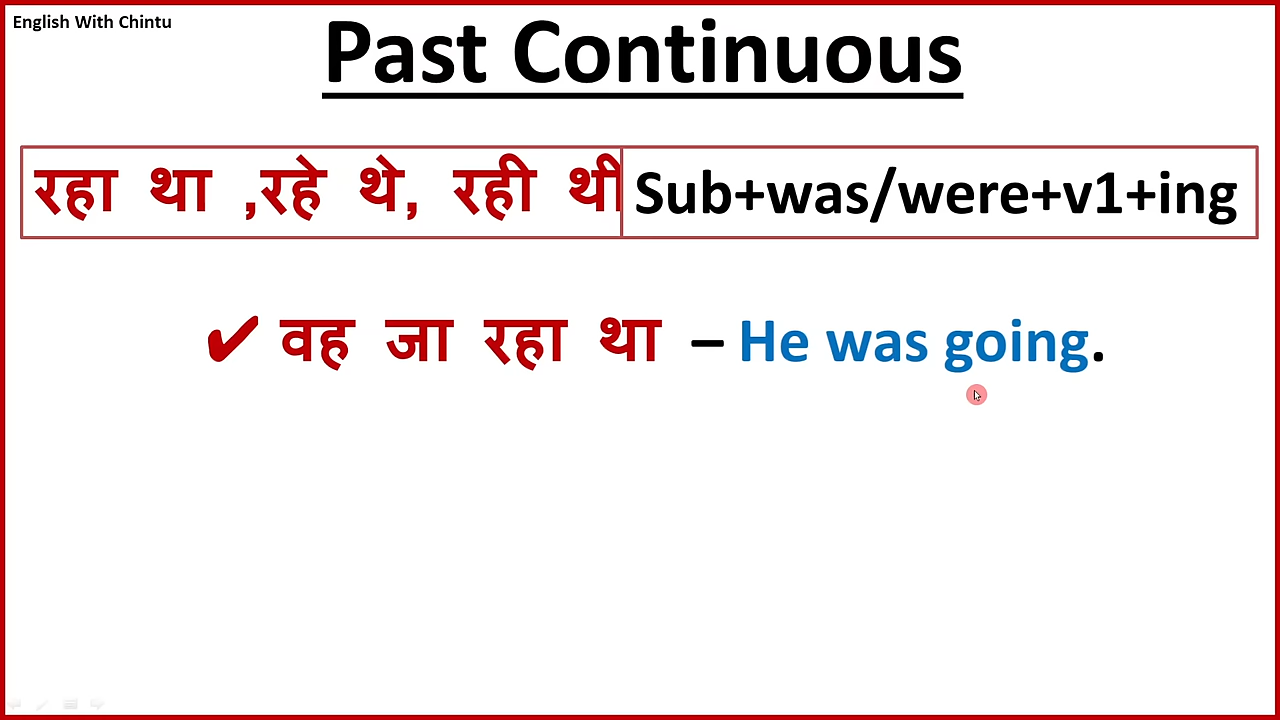 English With Chintu
Past Continuous
रहा था ,रहे थे, रही थी Sub+was/were+v1+ing
✔ वह जा रहा था – He was going.